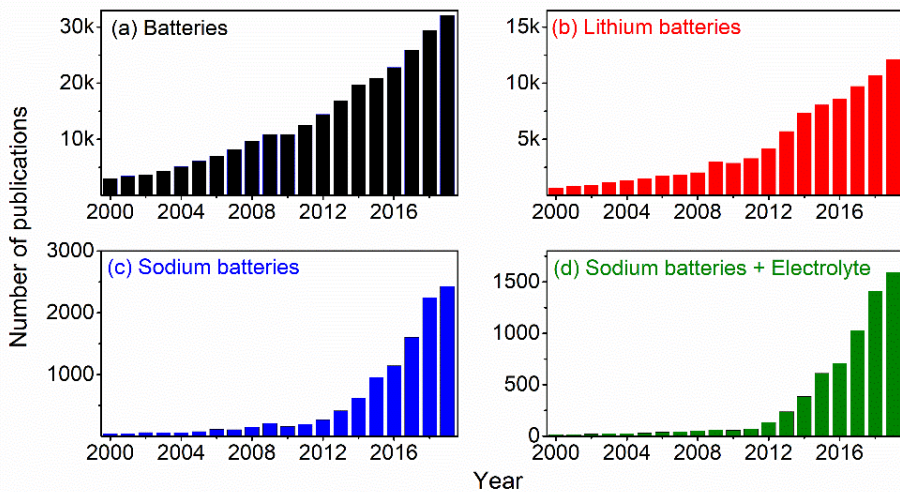 Number of publications
(a) Batteries
30k
20k
10k
2000 2004 2008 2012 2016
(b) Lithium batteries
15k
10k
5k
2000 2004 2008 2012 2016
(c) Sodium batteries
3000
2000
1000
2000 2004 2008 2012 2016
(d) Sodium batteries + Electrolyte
1500
1000
500
0
2000 2004 2008 2012 2016
Year